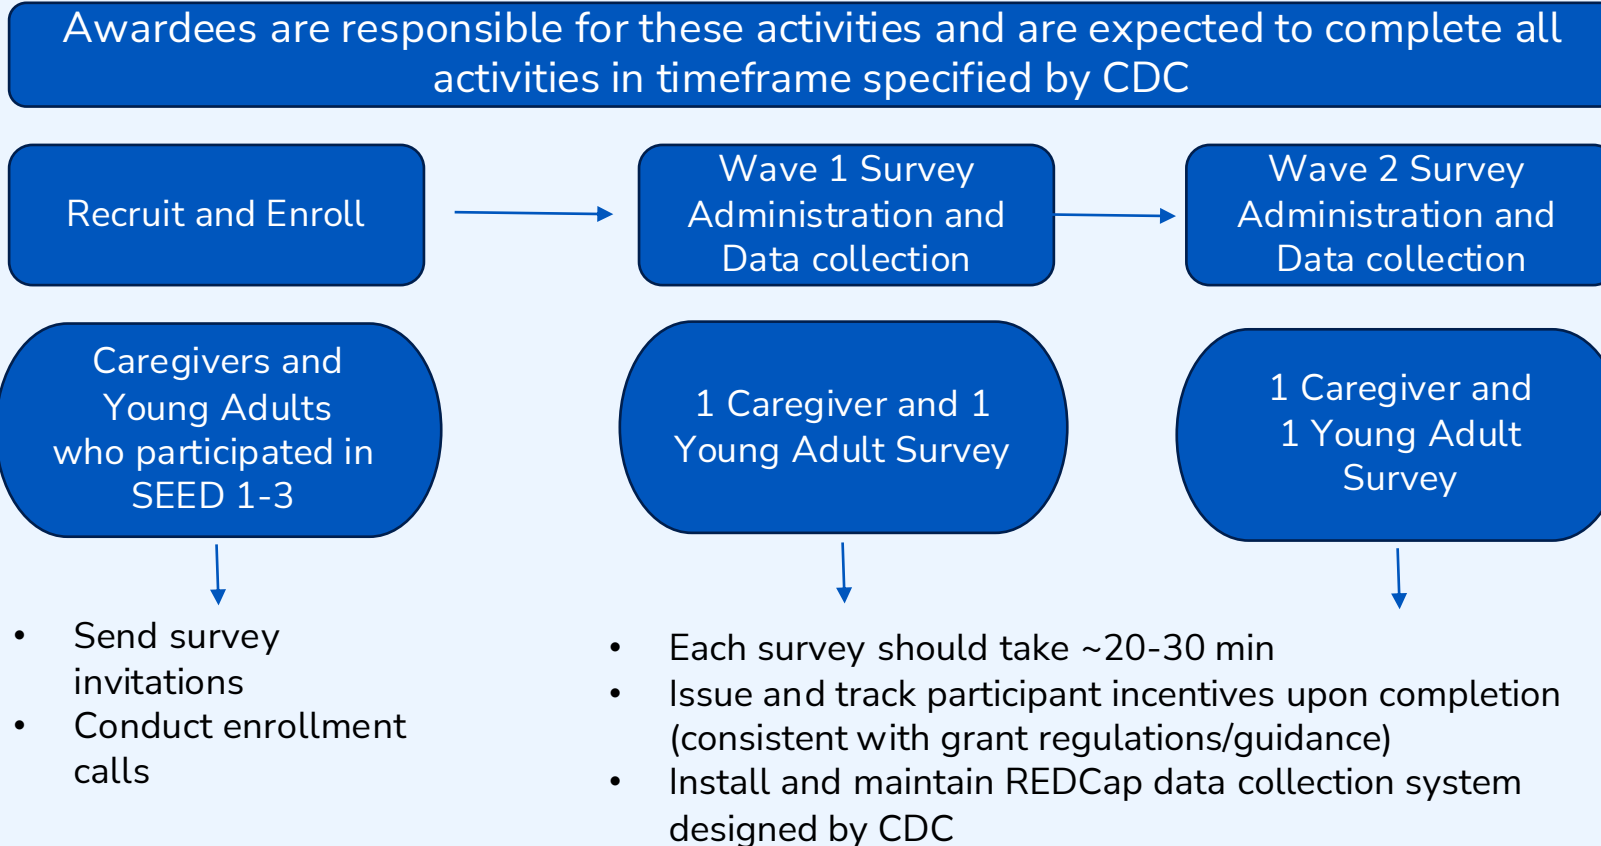 Awardees are responsible for these activities and are expected to complete all
activities in timeframe specified by CDC
Recruit and Enroll
Wave 1 Survey
Administration and
Data collection
Wave 2 Survey
Administration and
Data collection
Caregivers and
Young Adults
who participated in
SEED 1-3
1 Caregiver and 1
Young Adult Survey
1 Caregiver and
1 Young Adult
Survey
• Send survey
invitations
• Conduct enrollment
calls
• Each survey should take ~20-30 min
• Issue and track participant incentives upon completion
(consistent with grant regulations/guidance)
• Install and maintain REDCap data collection system
designed by CDC